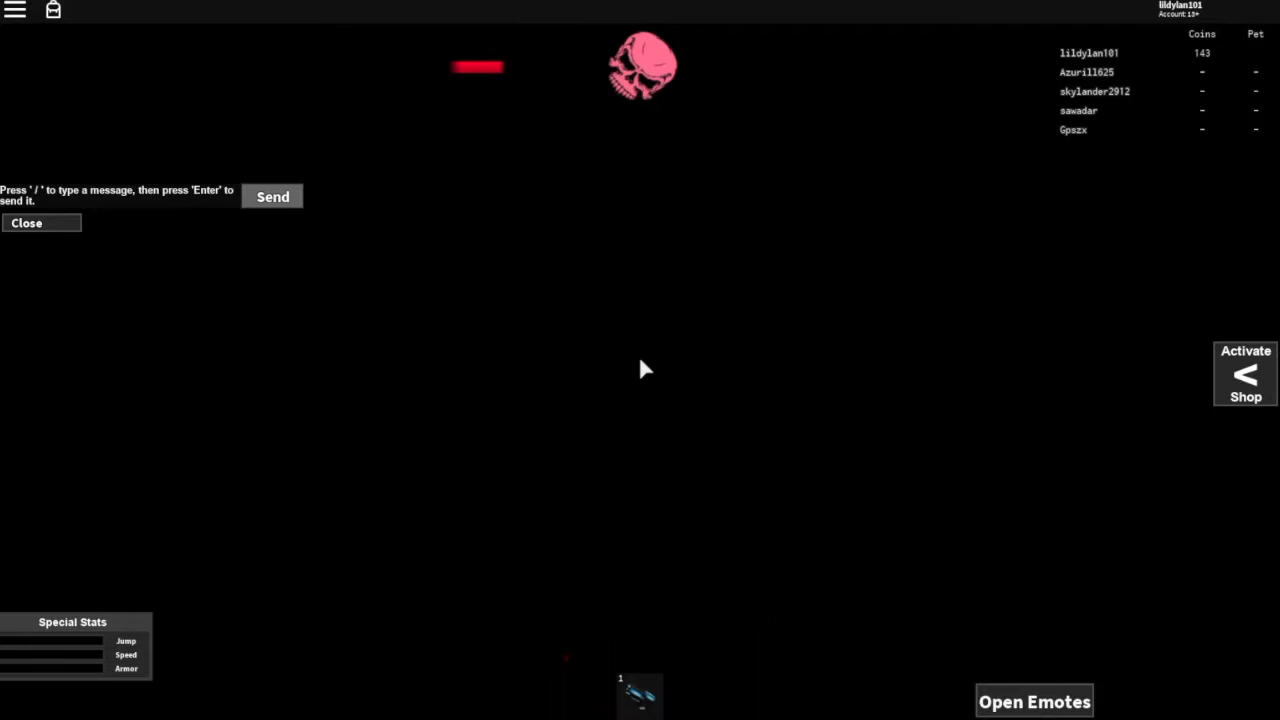 lildylan101
Account: 13+
Coins Pet
lildylan101 143
Azurill625 - -
skylander2912 - -
sawadar - -
Gpszx - -
Press ' / ' to type a message, then press 'Enter' to
send it.
Send
Close
Activate
<
Shop
Special Stats
Jump
Speed
Armor
1
Open Emotes